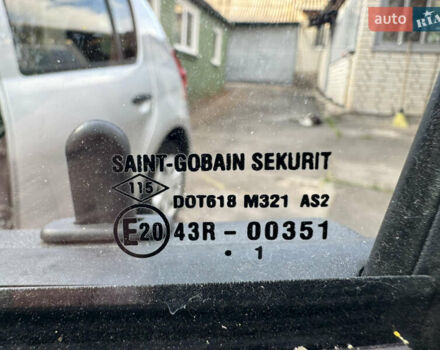 auto RIA
SAINT-GOBAIN SEKURIT
115
DOT618 M321 AS2
E20 43R - 00351
. 1